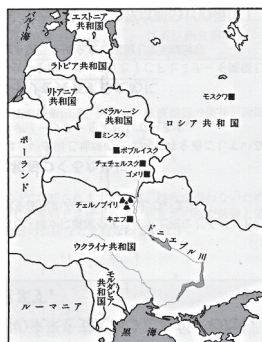 バルト海
エストニア
共和国
ラトビア共和国
リトアニア
共和国
モスクワ■
ベラルーシ
共和国
ロシア共和国
■ミンスク
■ボブルイスク
ポーランド
チェチェルスク■
ゴメリ■
チェルノブイリ
キエフ■
ドニエプル川
ウクライナ共和国
モルダビア
共和国
ルーマニア
黒海